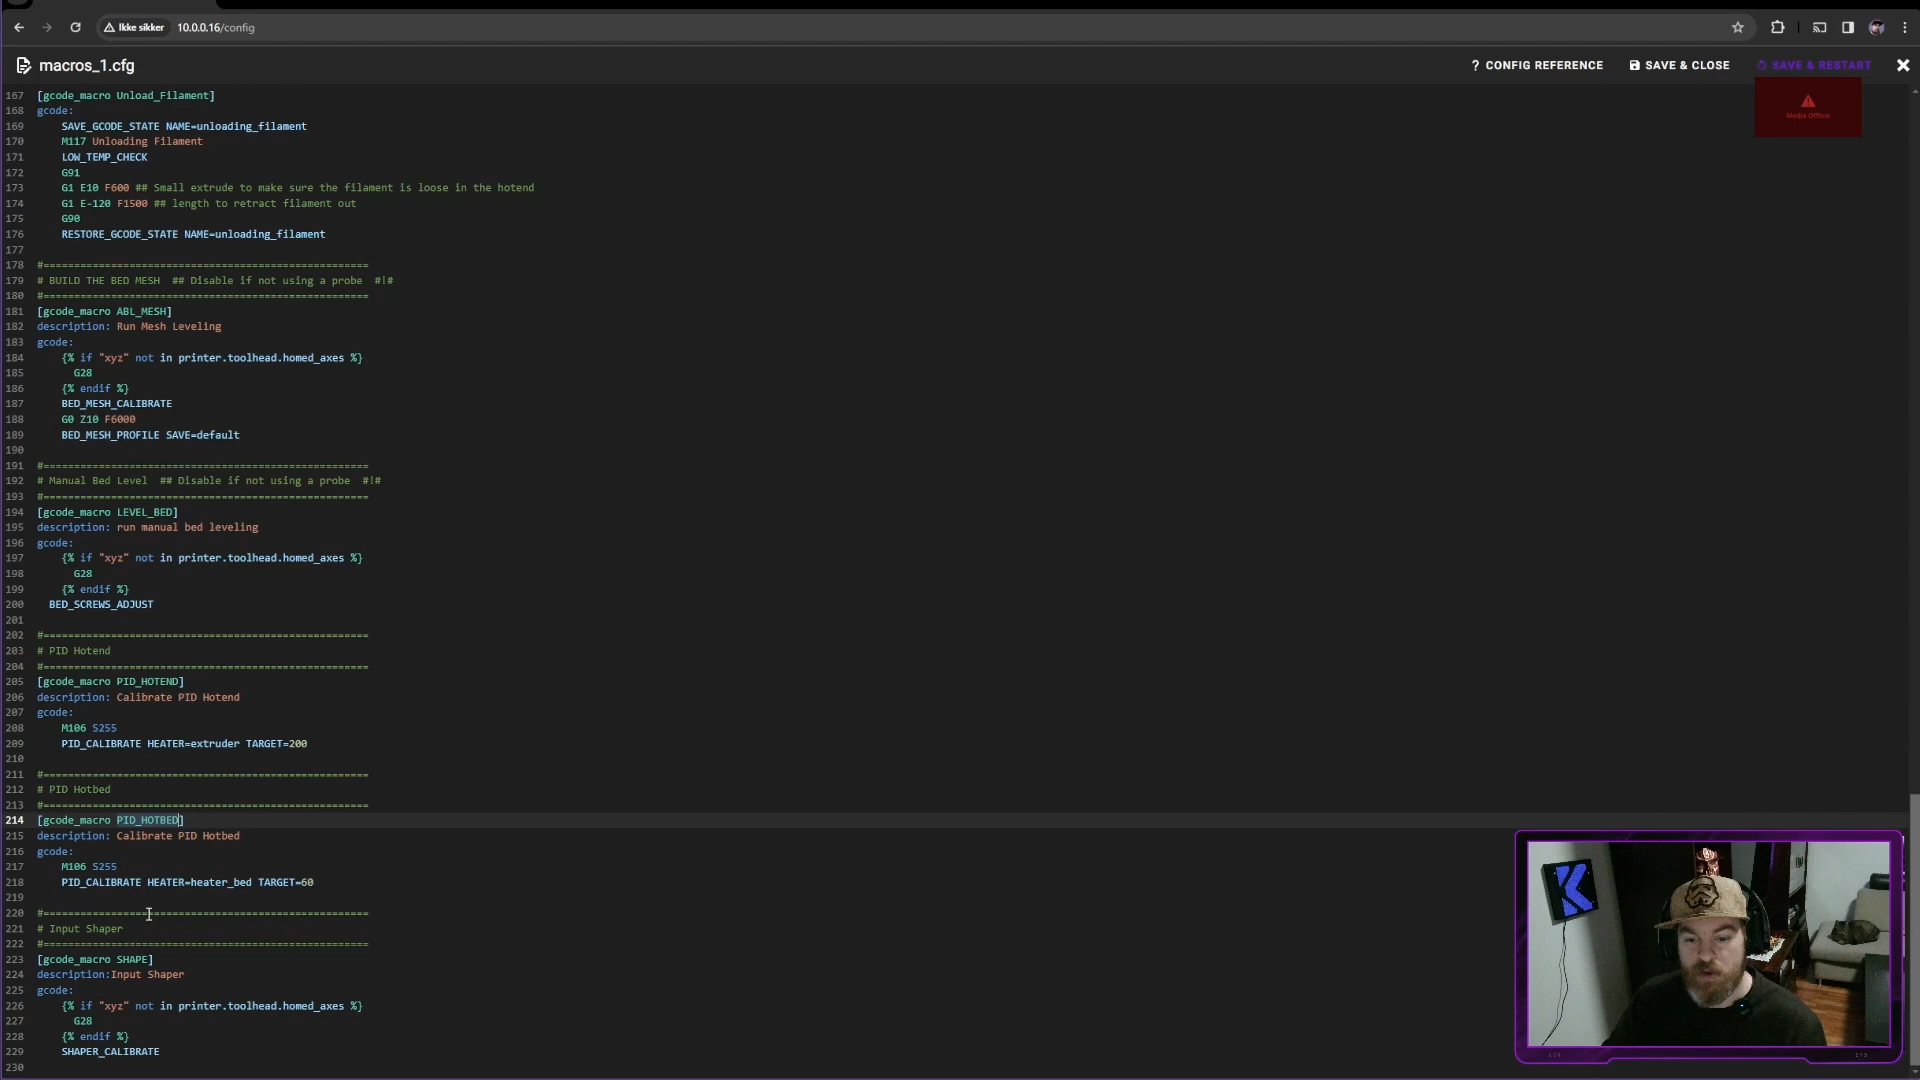 Ikke sikker 10.0.0.16/config
macros_1.cfg
? CONFIG REFERENCE
SAVE & CLOSE
SAVE & RESTART
Media Offline
167 [gcode_macro Unload_Filament]
168 gcode:
169 SAVE_GCODE_STATE NAME=unloading_filament
170 M117 Unloading Filament
171 LOW_TEMP_CHECK
172 G91
173 G1 E10 F600 ## Small extrude to make sure the filament is loose in the hotend
174 G1 E-120 F1500 ## length to retract filament out
175 G90
176 RESTORE_GCODE_STATE NAME=unloading_filament
177
178 #=====================================================
179 # BUILD THE BED MESH  ## Disable if not using a probe  #!#
180 #=====================================================
181 [gcode_macro ABL_MESH]
182 description: Run Mesh Leveling
183 gcode:
184 {% if "xyz" not in printer.toolhead.homed_axes %}
185 G28
186 {% endif %}
187 BED_MESH_CALIBRATE
188 G0 Z10 F6000
189 BED_MESH_PROFILE SAVE=default
190
191 #=====================================================
192 # Manual Bed Level  ## Disable if not using a probe  #!#
193 #=====================================================
194 [gcode_macro LEVEL_BED]
195 description: run manual bed leveling
196 gcode:
197 {% if "xyz" not in printer.toolhead.homed_axes %}
198 G28
199 {% endif %}
200 BED_SCREWS_ADJUST
201
202 #=====================================================
203 # PID Hotend
204 #=====================================================
205 [gcode_macro PID_HOTEND]
206 description: Calibrate PID Hotend
207 gcode:
208 M106 S255
209 PID_CALIBRATE HEATER=extruder TARGET=200
210
211 #=====================================================
212 # PID Hotbed
213 #=====================================================
214 [gcode_macro PID_HOTBED]
215 description: Calibrate PID Hotbed
216 gcode:
217 M106 S255
218 PID_CALIBRATE HEATER=heater_bed TARGET=60
219
220 #=====================================================
221 # Input Shaper
222 #=====================================================
223 [gcode_macro SHAPE]
224 description:Input Shaper
225 gcode:
226 {% if "xyz" not in printer.toolhead.homed_axes %}
227 G28
228 {% endif %}
229 SHAPER_CALIBRATE
230
K